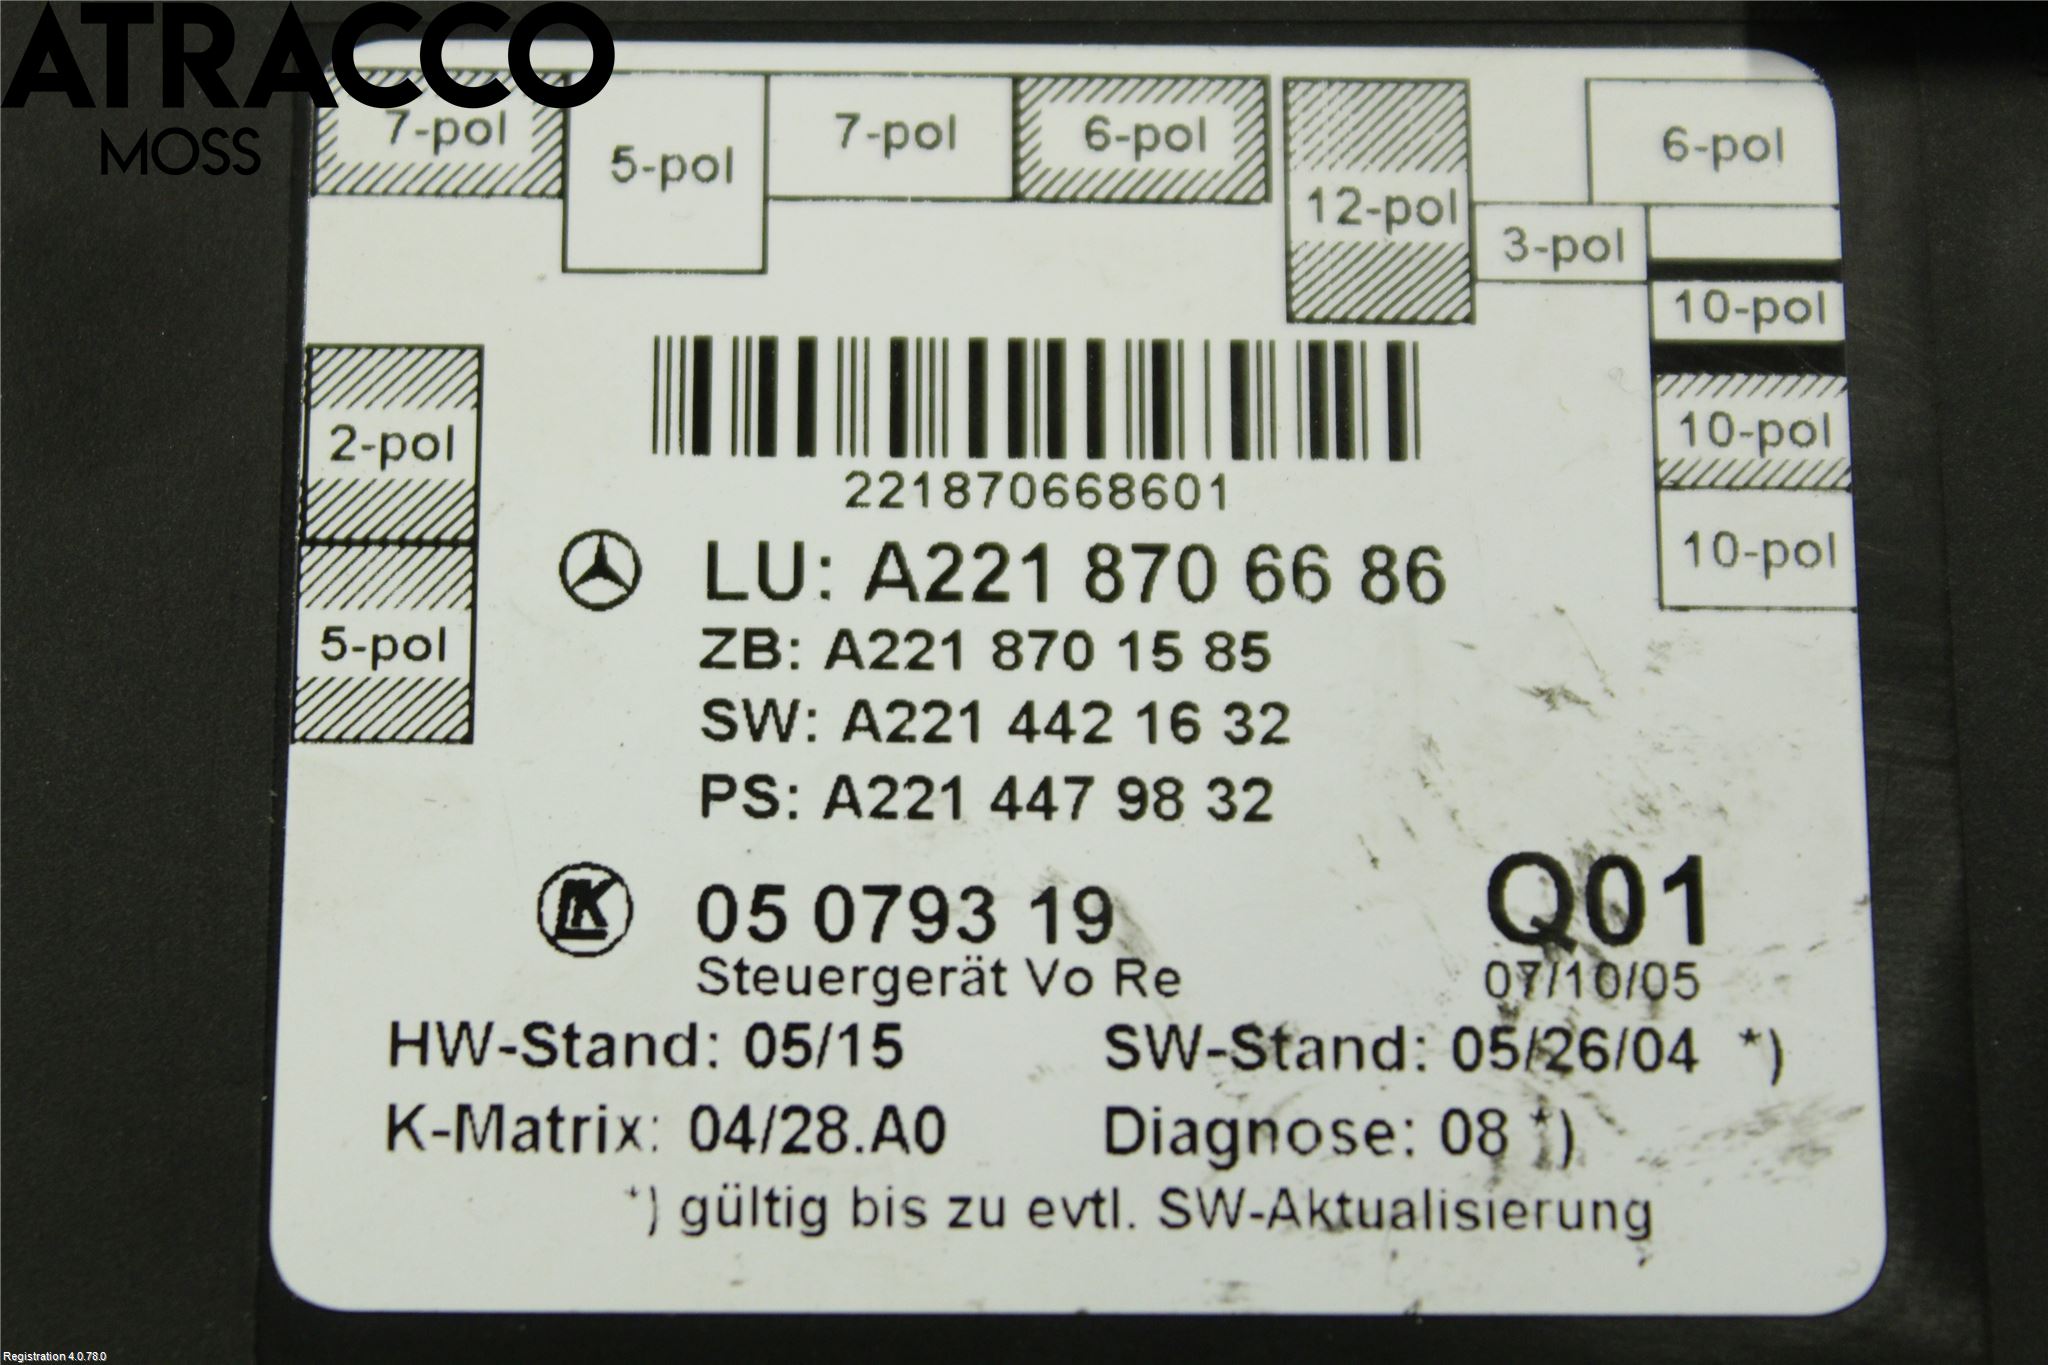 ATRACCO
MOSS
7-pol
5-pol
7-pol
6-pol
12-pol
3-pol
6-pol
10-pol
10-pol
10-pol
2-pol
5-pol
221870668601
LU: A221 870 66 86
ZB: A221 870 15 85
SW: A221 442 16 32
PS: A221 447 98 32
LK 05 0793 19 Q01
Steuergerät Vo Re 07/10/05
HW-Stand: 05/15 SW-Stand: 05/26/04 *)
K-Matrix: 04/28.A0 Diagnose: 08 *)
*) gültig bis zu evtl. SW-Aktualisierung
Registration 4.0.78.0